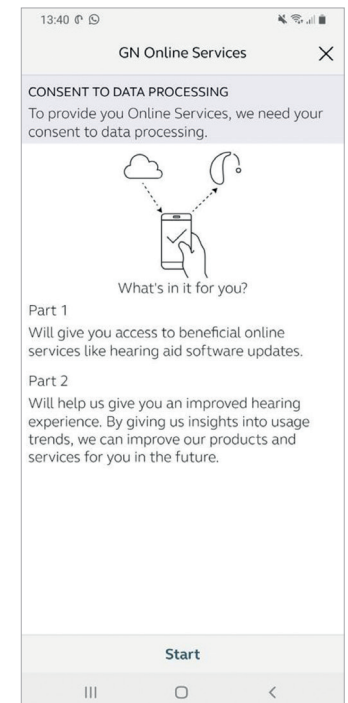 13:40
GN Online Services
CONSENT TO DATA PROCESSING
To provide you Online Services, we need your
consent to data processing.
What's in it for you?
Part 1
Will give you access to beneficial online
services like hearing aid software updates.
Part 2
Will help us give you an improved hearing
experience. By giving us insights into usage
trends, we can improve our products and
services for you in the future.
Start